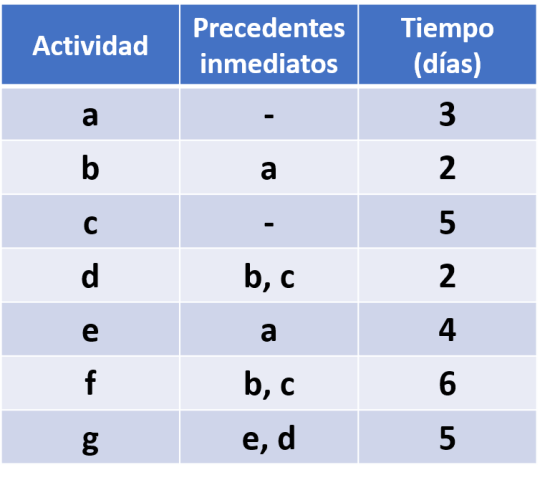 Actividad Precedentes inmediatos Tiempo (días)
a - 3
b a 2
c - 5
d b, c 2
e a 4
f b, c 6
g e, d 5